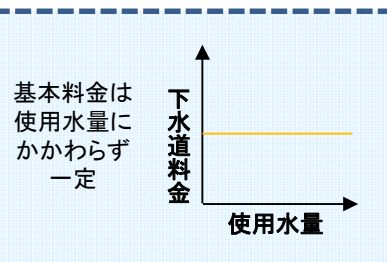 基本料金は
使用水量に
かかわらず
一定
下水道料金
使用水量